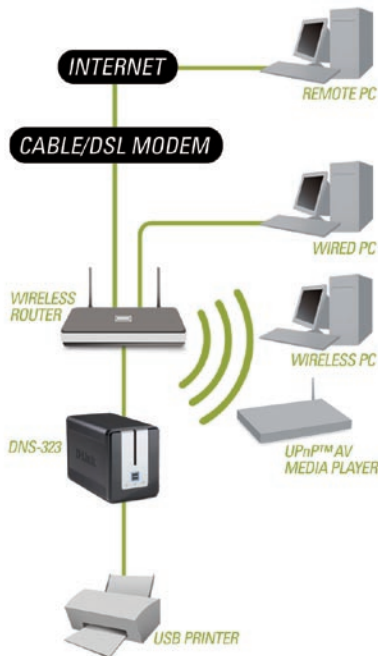 INTERNET
REMOTE PC
CABLE/DSL MODEM
WIRED PC
WIRELESS
ROUTER
WIRELESS PC
DNS-323
D-Link
UPnP™ AV
MEDIA PLAYER
USB PRINTER